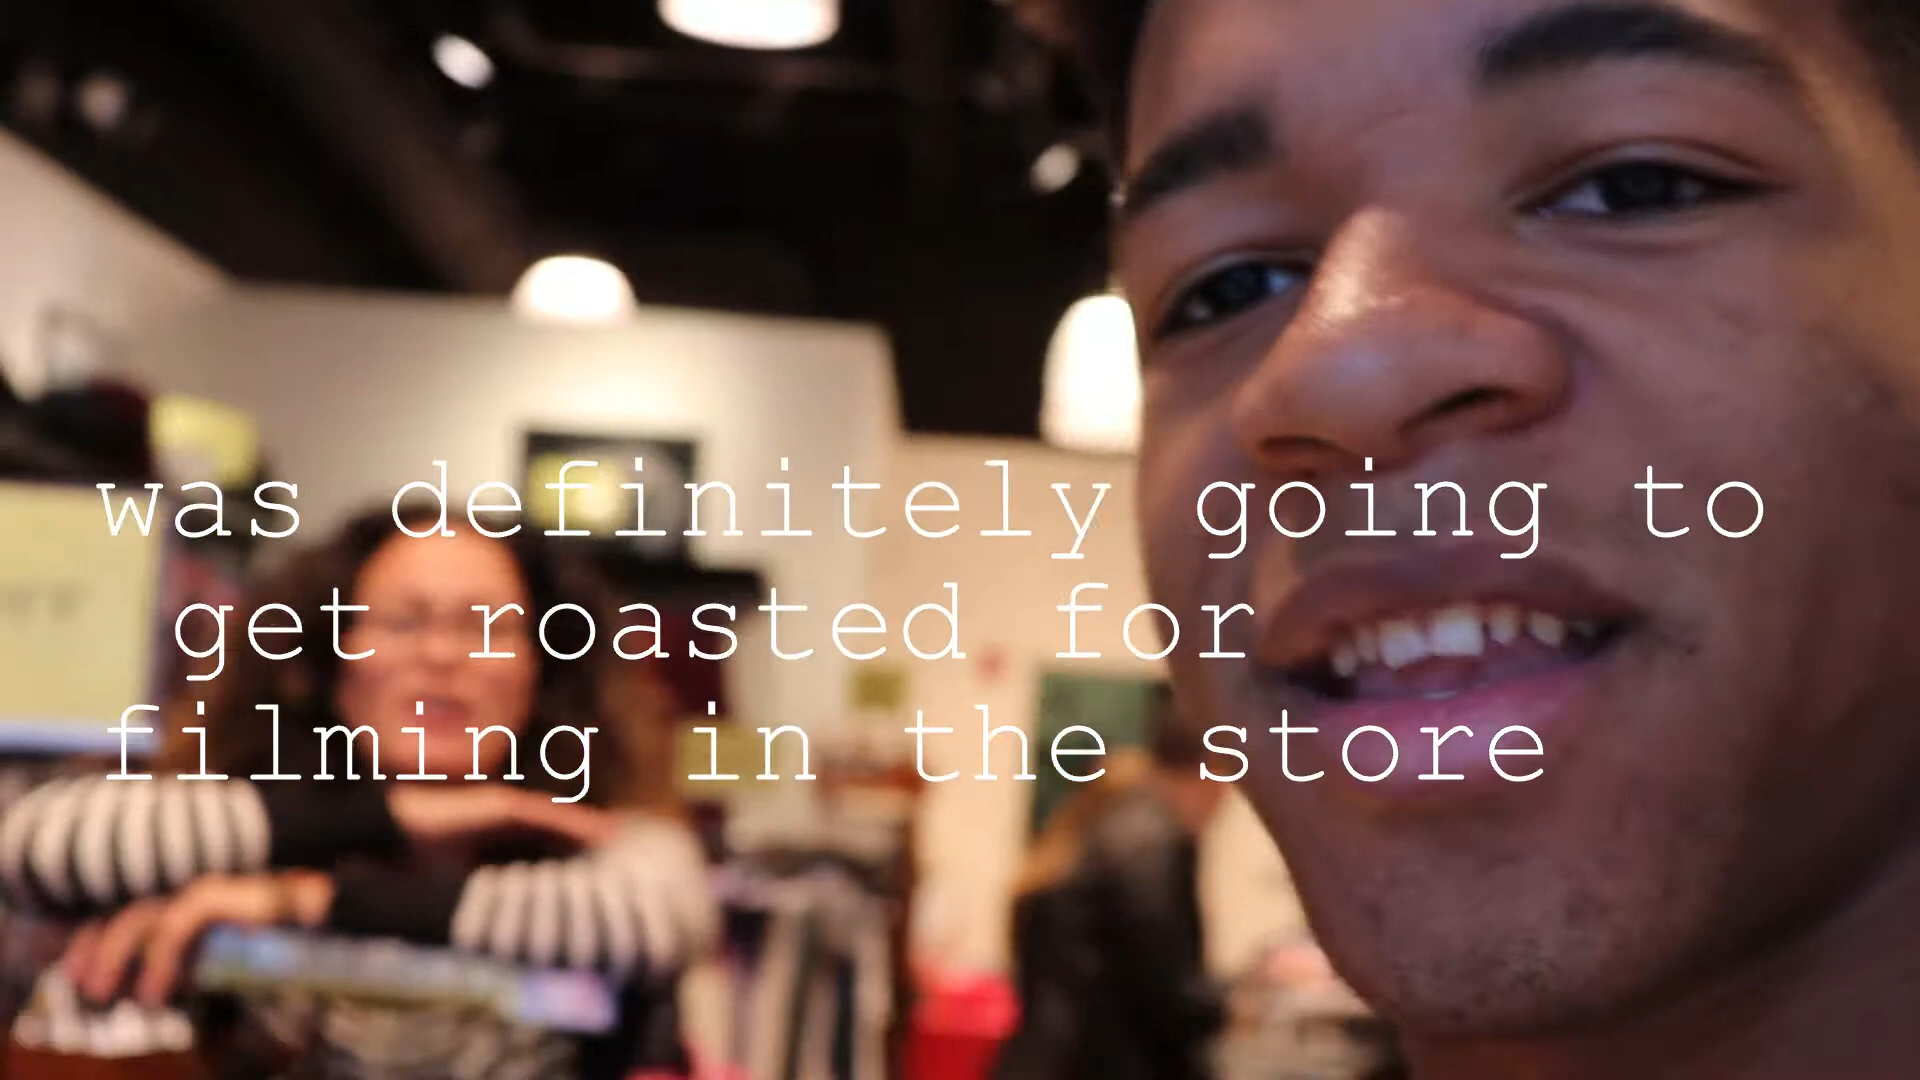 was definitely going to
get roasted for
filming in the store